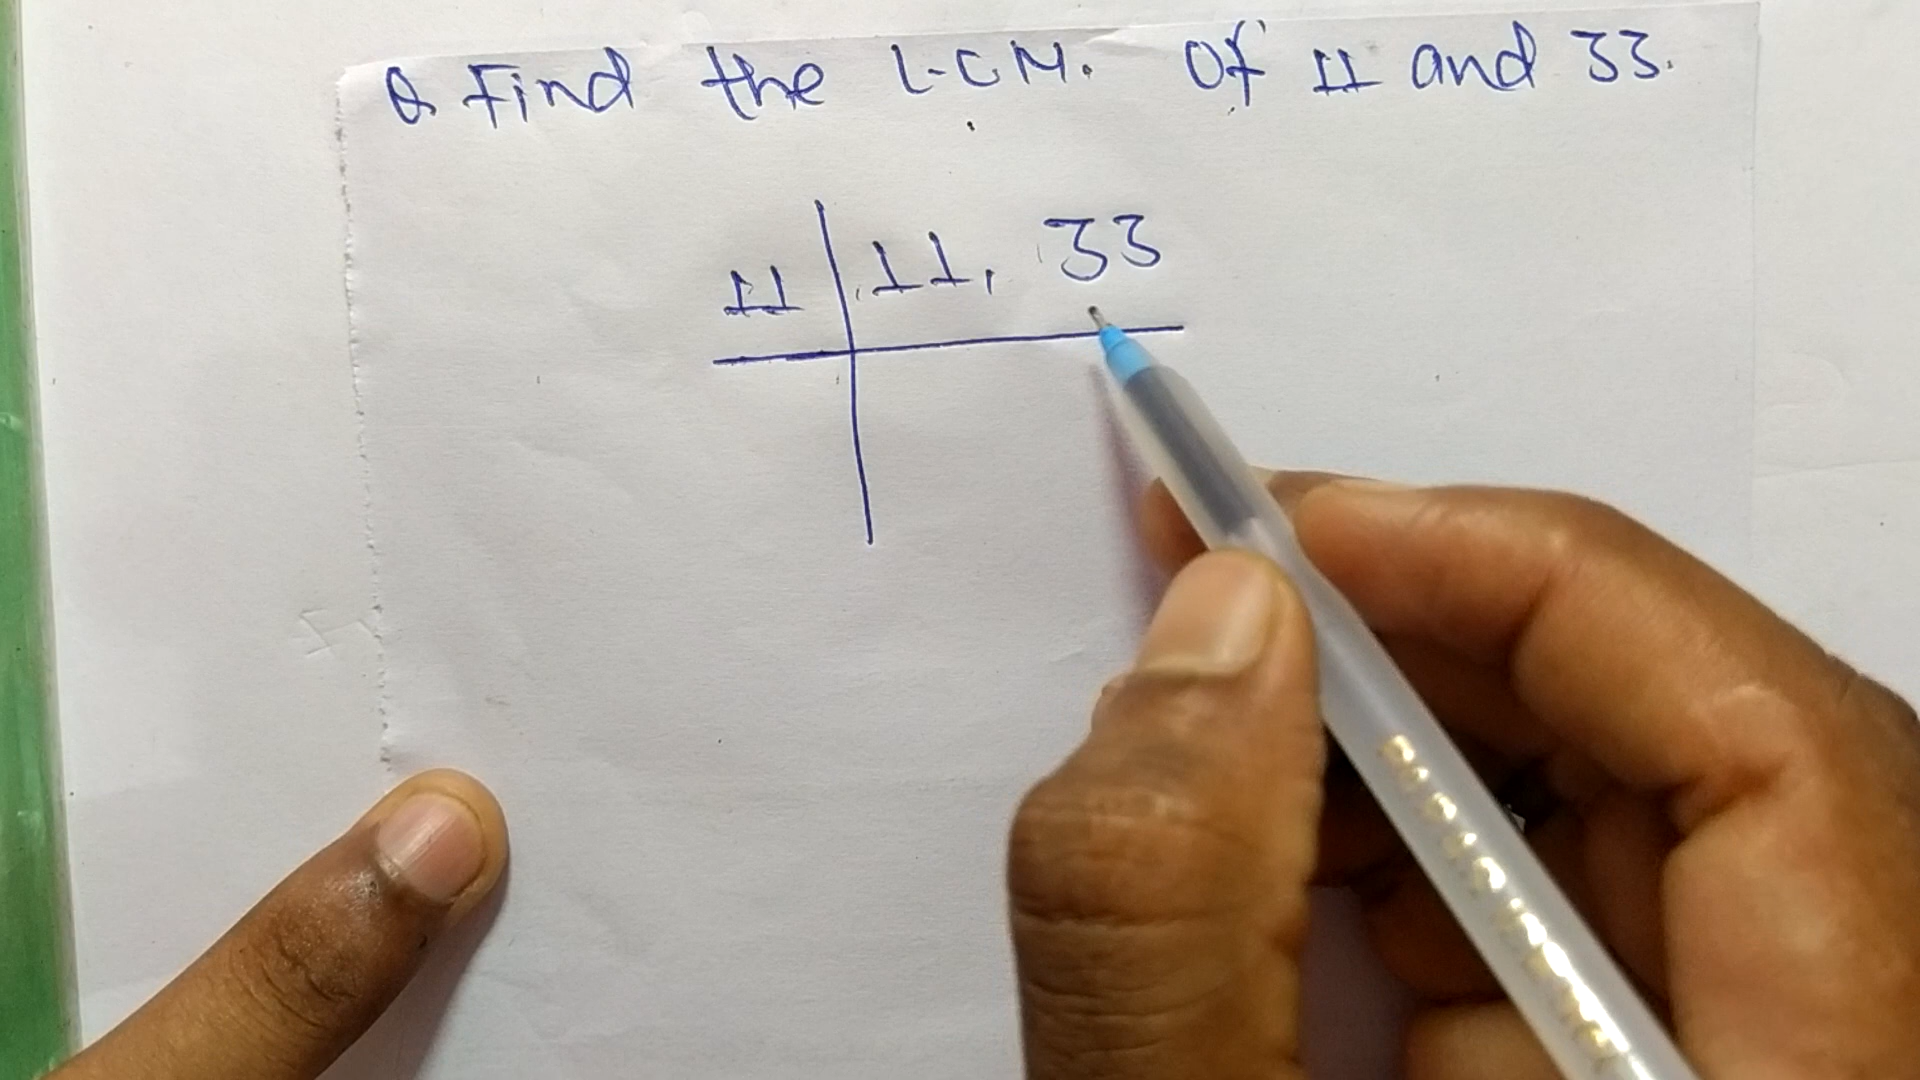 Q. Find the L.C.M. Of 11 and 33.
11 | 11, 33